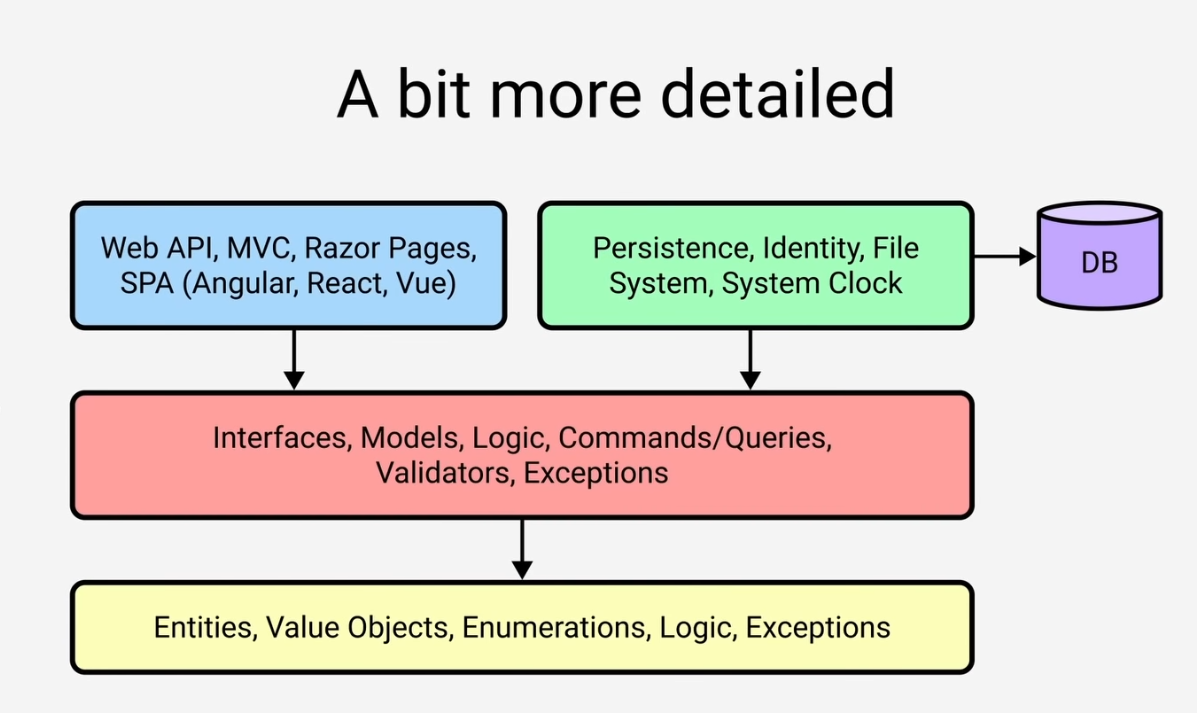 A bit more detailed
Web API, MVC, Razor Pages,
SPA (Angular, React, Vue)
Persistence, Identity, File
System, System Clock
DB
Interfaces, Models, Logic, Commands/Queries,
Validators, Exceptions
Entities, Value Objects, Enumerations, Logic, Exceptions